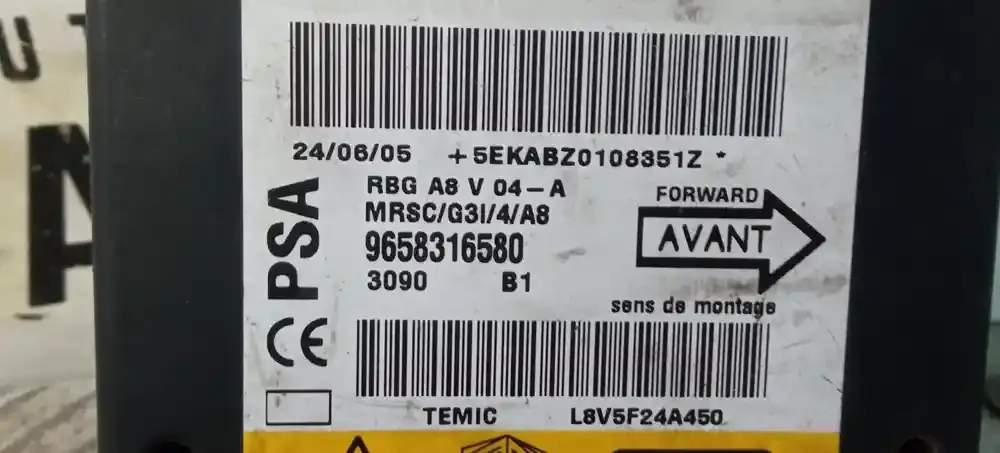 24/06/05 +5EKABZ0108351Z *
RBG A8 V 04-A
MRSC/G3I/4/A8
9658316580
3090 B1
PSA
CE
FORWARD
AVANT
sens de montage
TEMIC L8V5F24A450